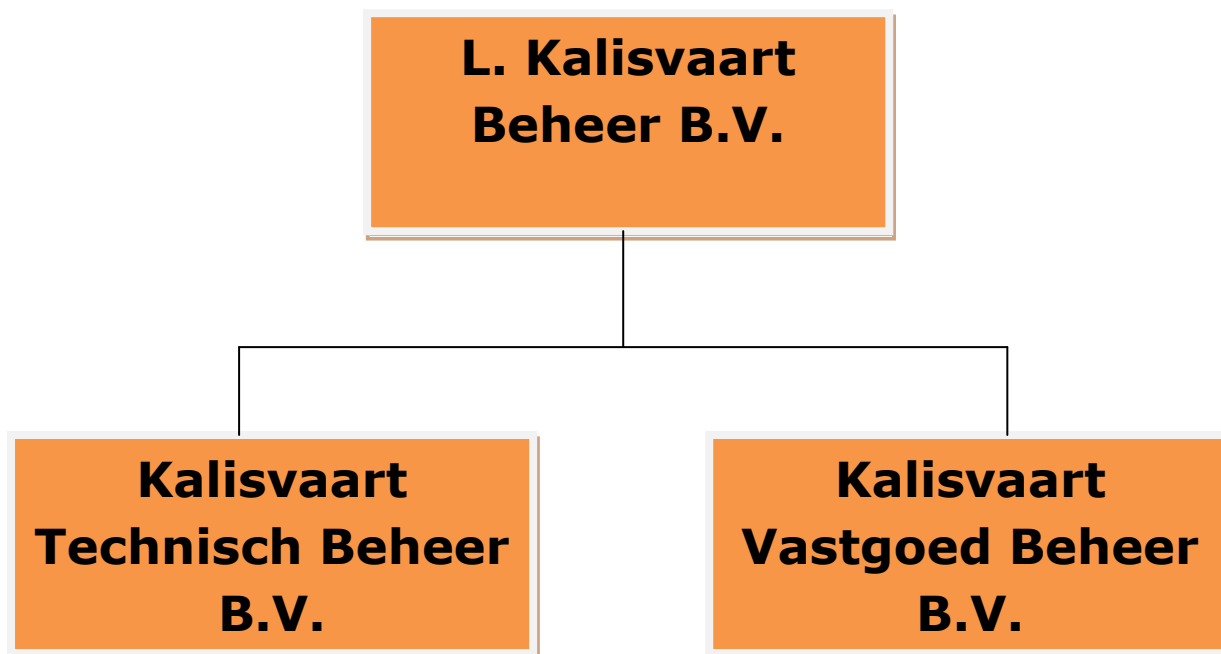 L. Kalisvaart
Beheer B.V.
Kalisvaart
Technisch Beheer
B.V.
Kalisvaart
Vastgoed Beheer
B.V.